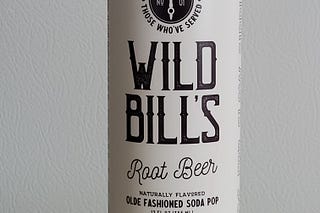 THOSE WHO'VE SERVED
WILD
BILL'S
Root Beer
NATURALLY FLAVORED
OLDE FASHIONED SODA POP